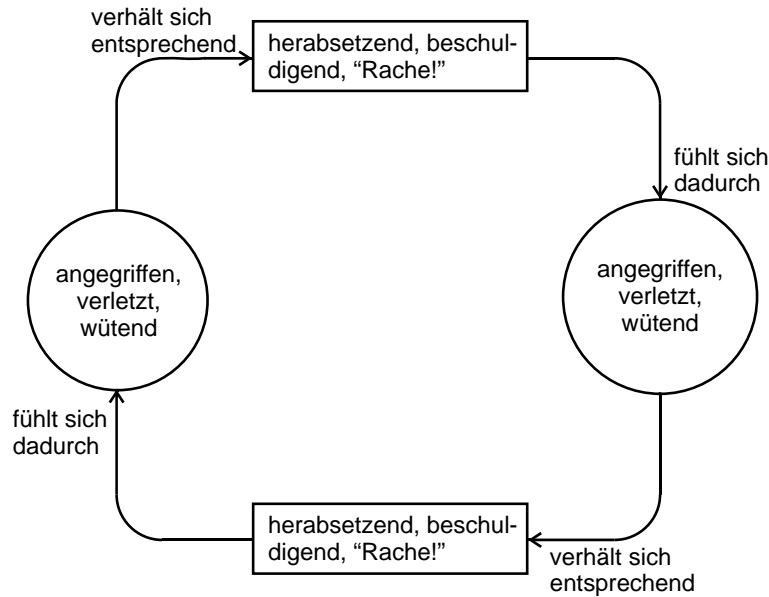 verhält sich
entsprechend
herabsetzend, beschul-
digend, “Rache!”
fühlt sich
dadurch
angegriffen,
verletzt,
wütend
angegriffen,
verletzt,
wütend
fühlt sich
dadurch
herabsetzend, beschul-
digend, “Rache!”
verhält sich
entsprechend